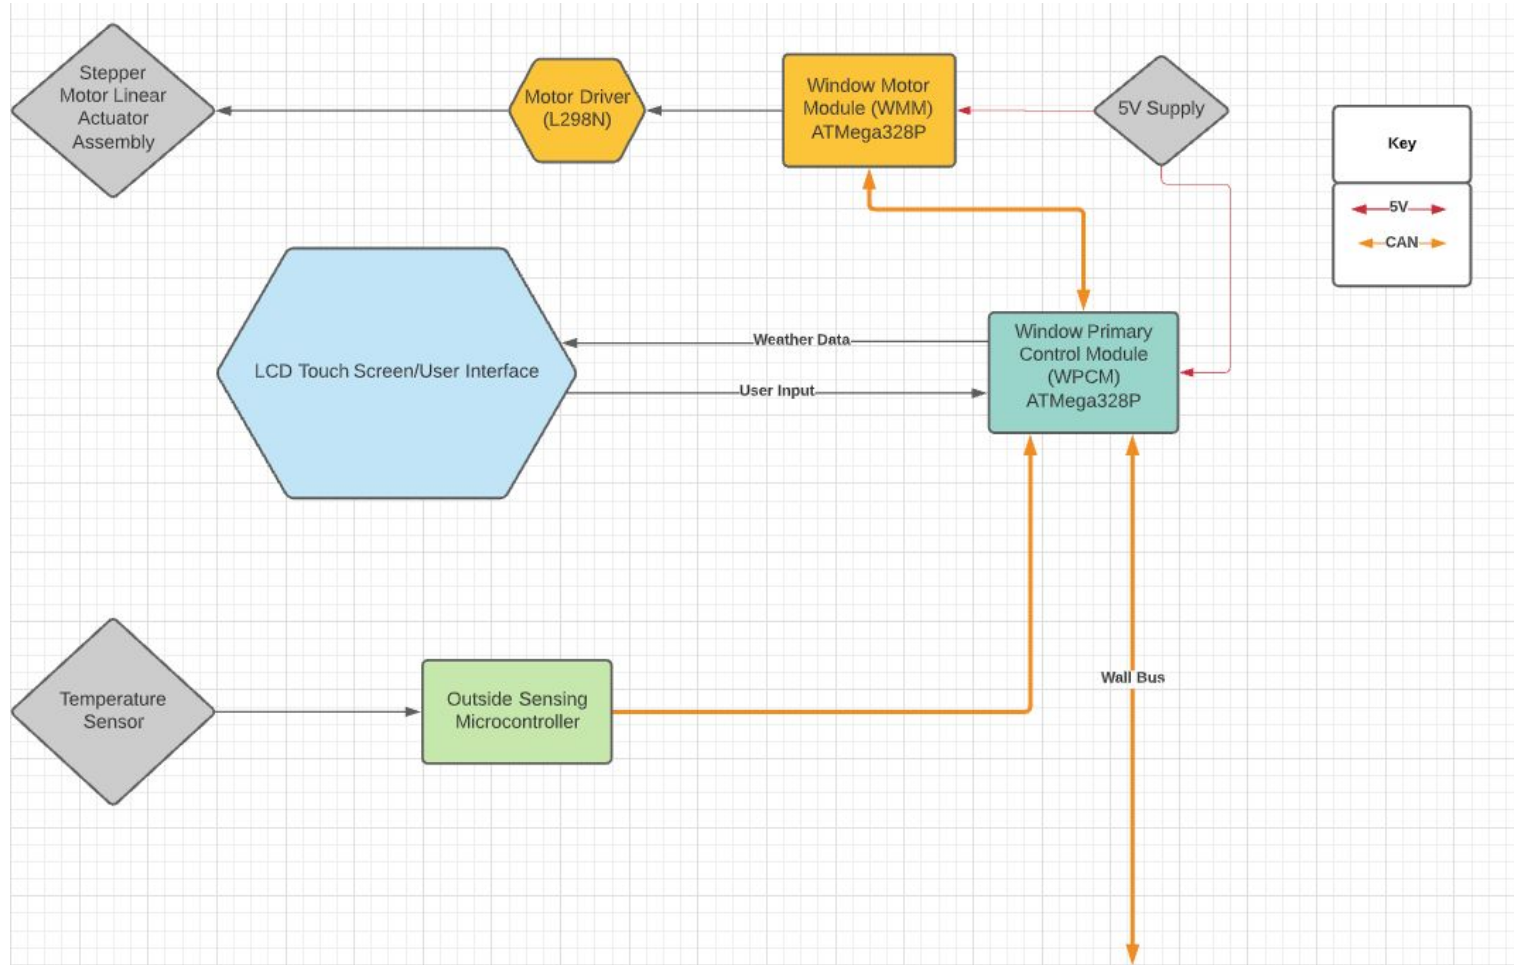 Stepper
Motor Linear
Actuator
Assembly
Motor Driver
(L298N)
Window Motor
Module (WMM)
ATMega328P
5V Supply
Key
5V
CAN
LCD Touch Screen/User Interface
Weather Data
User Input
Window Primary
Control Module
(WPCM)
ATMega328P
Temperature
Sensor
Outside Sensing
Microcontroller
Wall Bus